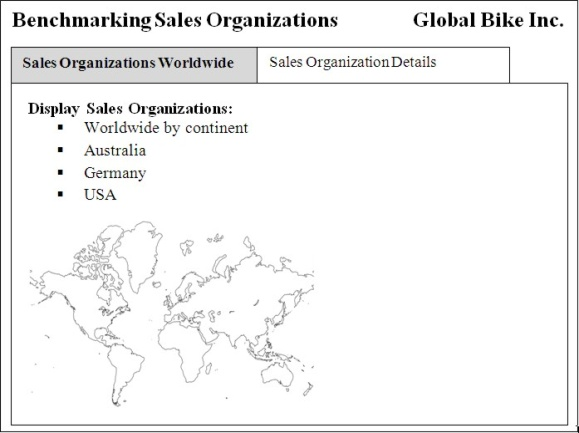 Benchmarking Sales Organizations Global Bike Inc.
Sales Organizations Worldwide Sales Organization Details
Display Sales Organizations:
▪ Worldwide by continent
▪ Australia
▪ Germany
▪ USA